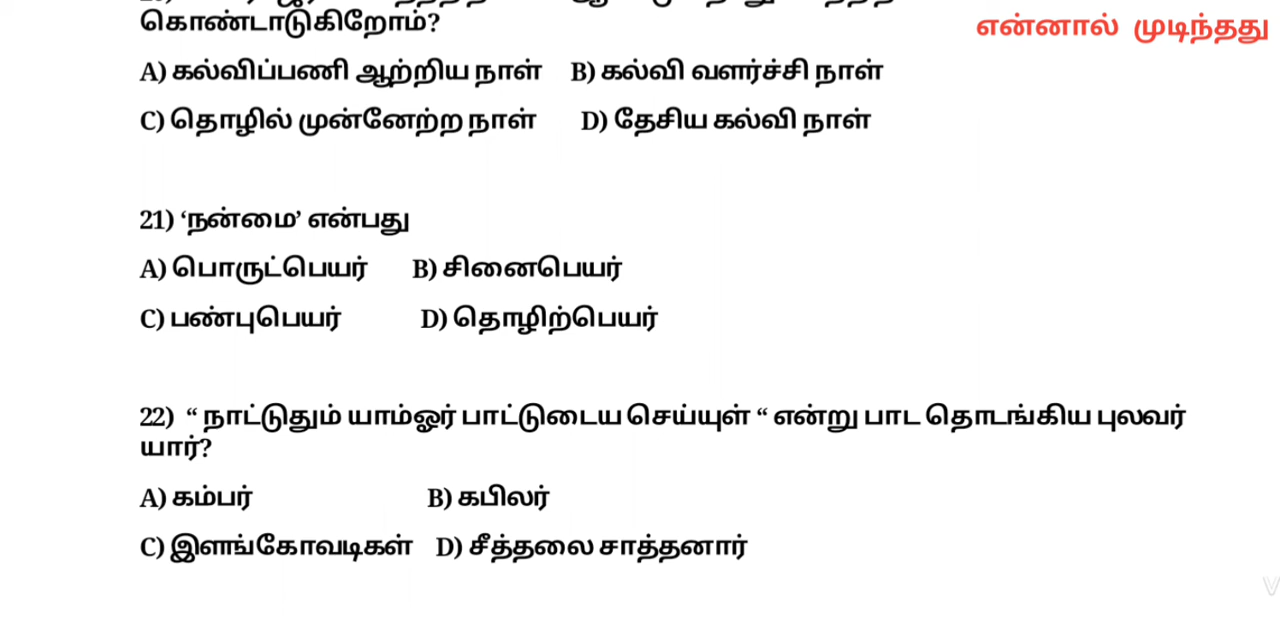 கொண்டாடுகிறோம்?
என்னால் முடிந்தது
A) கல்விப்பணி ஆற்றிய நாள் B) கல்வி வளர்ச்சி நாள்
C) தொழில் முன்னேற்ற நாள் D) தேசிய கல்வி நாள்
21) ‘நன்மை’ என்பது
A) பொருட்பெயர் B) சினைபெயர்
C) பண்புபெயர் D) தொழிற்பெயர்
22) “ நாட்டுதும் யாம்ஓர் பாட்டுடைய செய்யுள் “ என்று பாட தொடங்கிய புலவர்
யார்?
A) கம்பர் B) கபிலர்
C) இளங்கோவடிகள் D) சீத்தலை சாத்தனார்